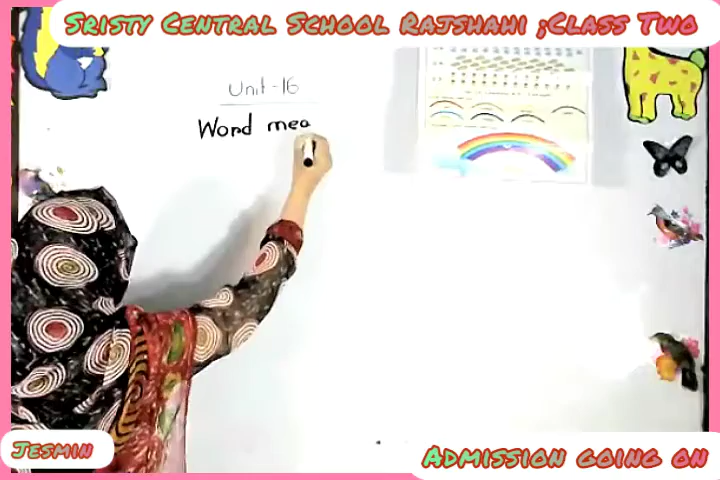 Sristy Central School Rajshahi ;Class Two
Unit-16
Word mea
Jesmin
Admission going on